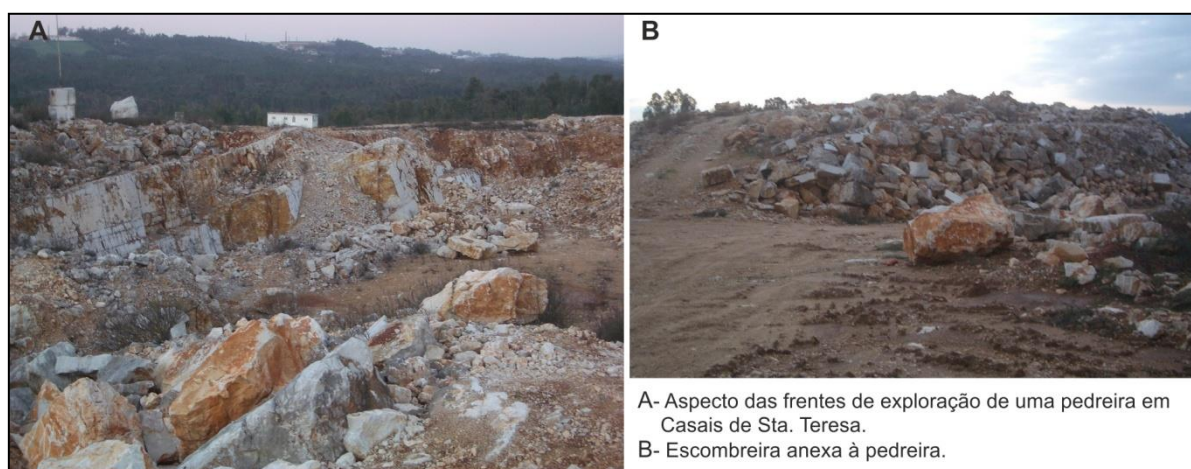 A
B
A- Aspecto das frentes de exploração de uma pedreira em
Casais de Sta. Teresa.
B- Escombreira anexa à pedreira.